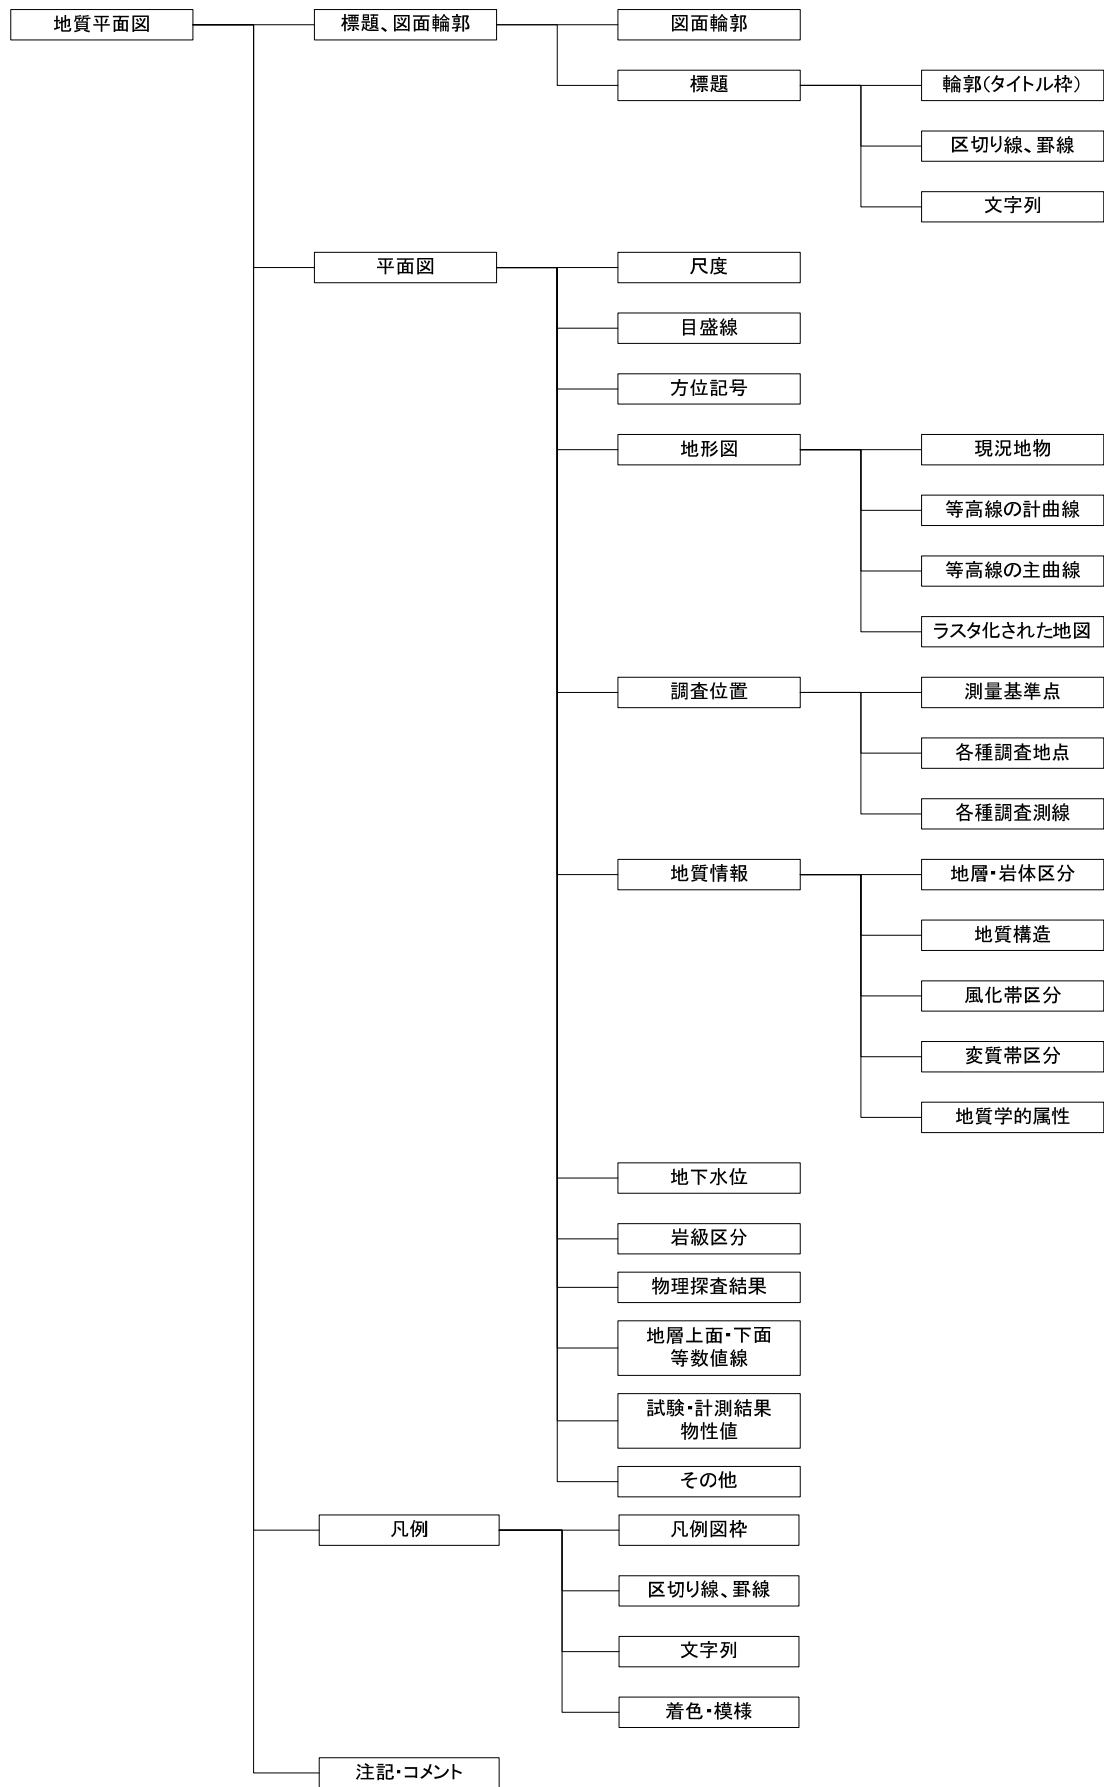 地質平面図
標題、図面輪郭
図面輪郭
標題
輪郭(タイトル枠)
区切り線、罫線
文字列
平面図
尺度
目盛線
方位記号
地形図
現況地物
等高線の計曲線
等高線の主曲線
ラスタ化された地図
調査位置
測量基準点
各種調査地点
各種調査測線
地質情報
地層・岩体区分
地質構造
風化帯区分
変質帯区分
地質学的属性
地下水位
岩級区分
物理探査結果
地層上面・下面
等数値線
試験・計測結果
物性値
その他
凡例
凡例図枠
区切り線、罫線
文字列
着色・模様
注記・コメント